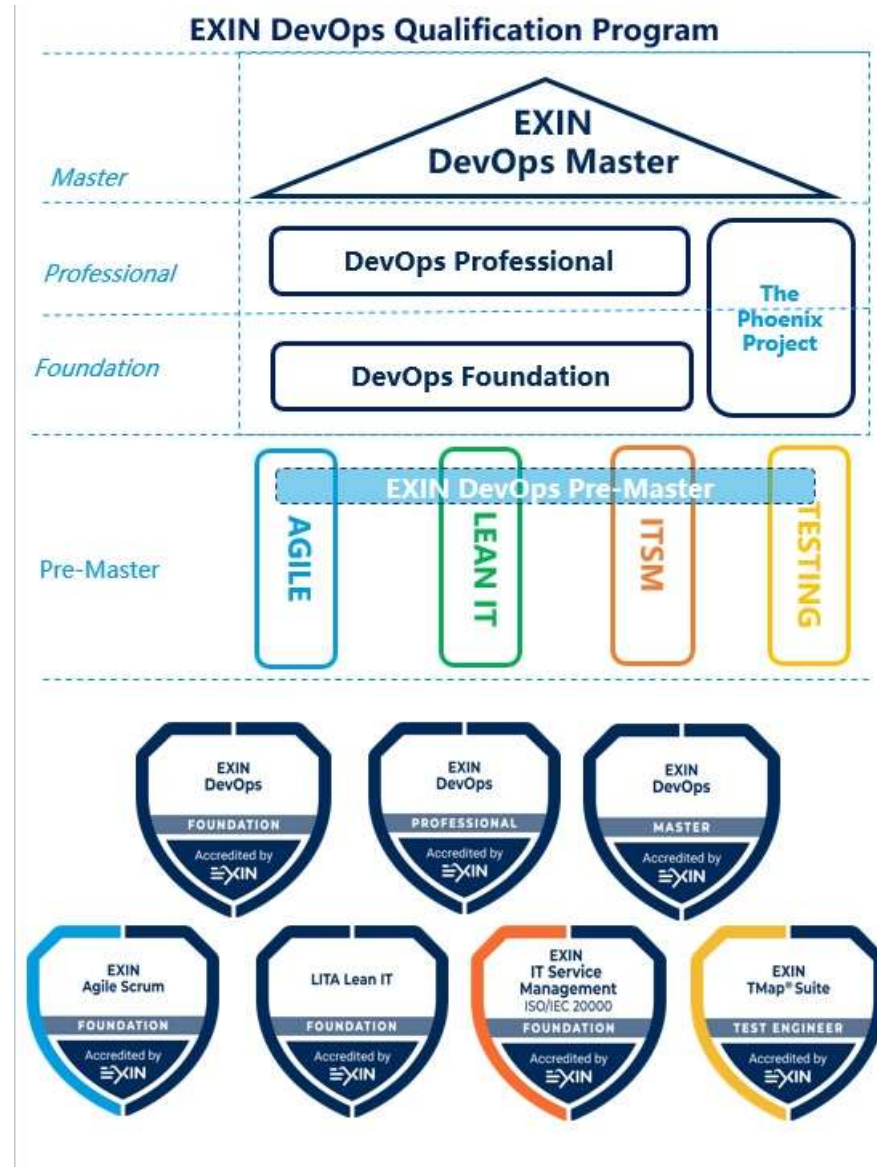 EXIN DevOps Qualification Program
EXIN
DevOps Master
Master
DevOps Professional
Professional
The
Phoenix
Project
DevOps Foundation
Foundation
EXIN DevOps Pre-Master
AGILE
LEAN IT
ITSM
TESTING
Pre-Master
EXIN
DevOps
FOUNDATION
Accredited by
EXIN
EXIN
DevOps
PROFESSIONAL
Accredited by
EXIN
EXIN
DevOps
MASTER
Accredited by
EXIN
EXIN
Agile Scrum
FOUNDATION
Accredited by
EXIN
LITA Lean IT
FOUNDATION
Accredited by
EXIN
EXIN
IT Service
Management
ISO/IEC 20000
FOUNDATION
Accredited by
EXIN
EXIN
TMap® Suite
TEST ENGINEER
Accredited by
EXIN